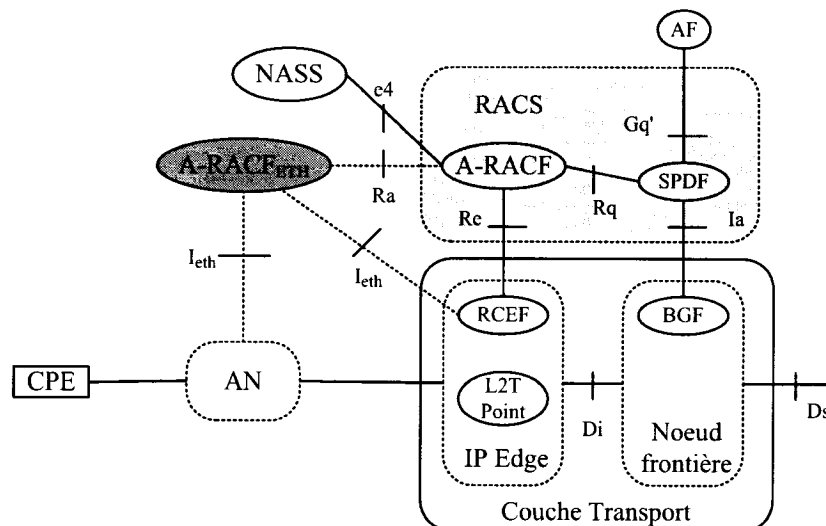 AF
NASS
e4
RACS
Gq'
A-RACF_ETH
A-RACF
SPDF
Ra
Rq
Re
Ia
I_eth
I_eth
RCEF
BGF
CPE
AN
L2T
Point
Di
Ds
IP Edge
Noeud
frontière
Couche Transport